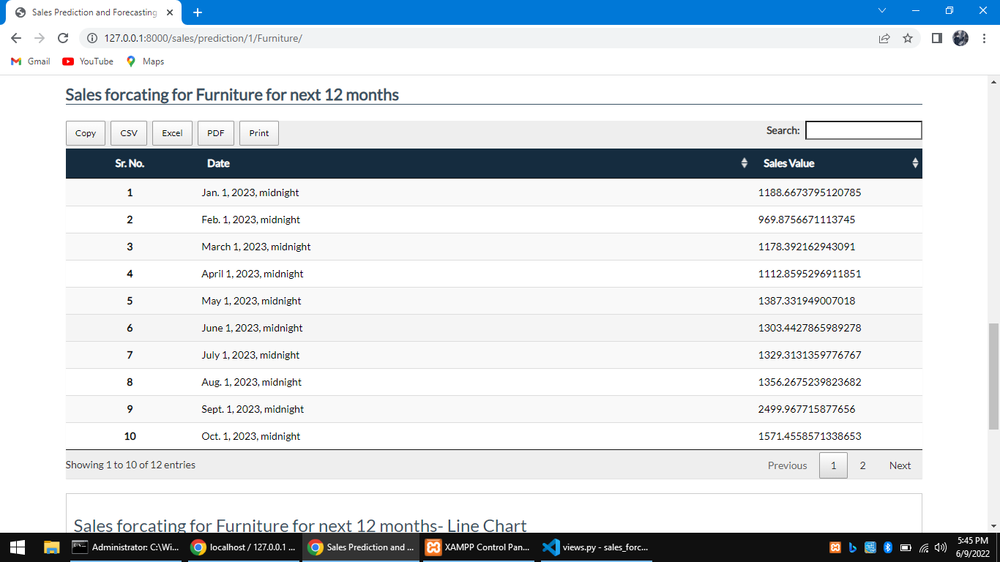 Sales Prediction and Forecasting
127.0.0.1:8000/sales/prediction/1/Furniture/
Gmail YouTube Maps
Sales forcating for Furniture for next 12 months
Copy CSV Excel PDF Print Search:
Sr. No. Date Sales Value
1 Jan. 1, 2023, midnight 1188.6673795120785
2 Feb. 1, 2023, midnight 969.8756671113745
3 March 1, 2023, midnight 1178.392162943091
4 April 1, 2023, midnight 1112.8595296911851
5 May 1, 2023, midnight 1387.331949007018
6 June 1, 2023, midnight 1303.4427865989278
7 July 1, 2023, midnight 1329.3131359776767
8 Aug. 1, 2023, midnight 1356.2675239823682
9 Sept. 1, 2023, midnight 2499.967715877656
10 Oct. 1, 2023, midnight 1571.4558571338653
Showing 1 to 10 of 12 entries Previous 1 2 Next
Sales forcating for Furniture for next 12 months- Line Chart
Administrator: C:\Wi... localhost / 127.0.0.1 ... Sales Prediction and ... XAMPP Control Pan... views.py - sales_forc... 5:45 PM
6/9/2022